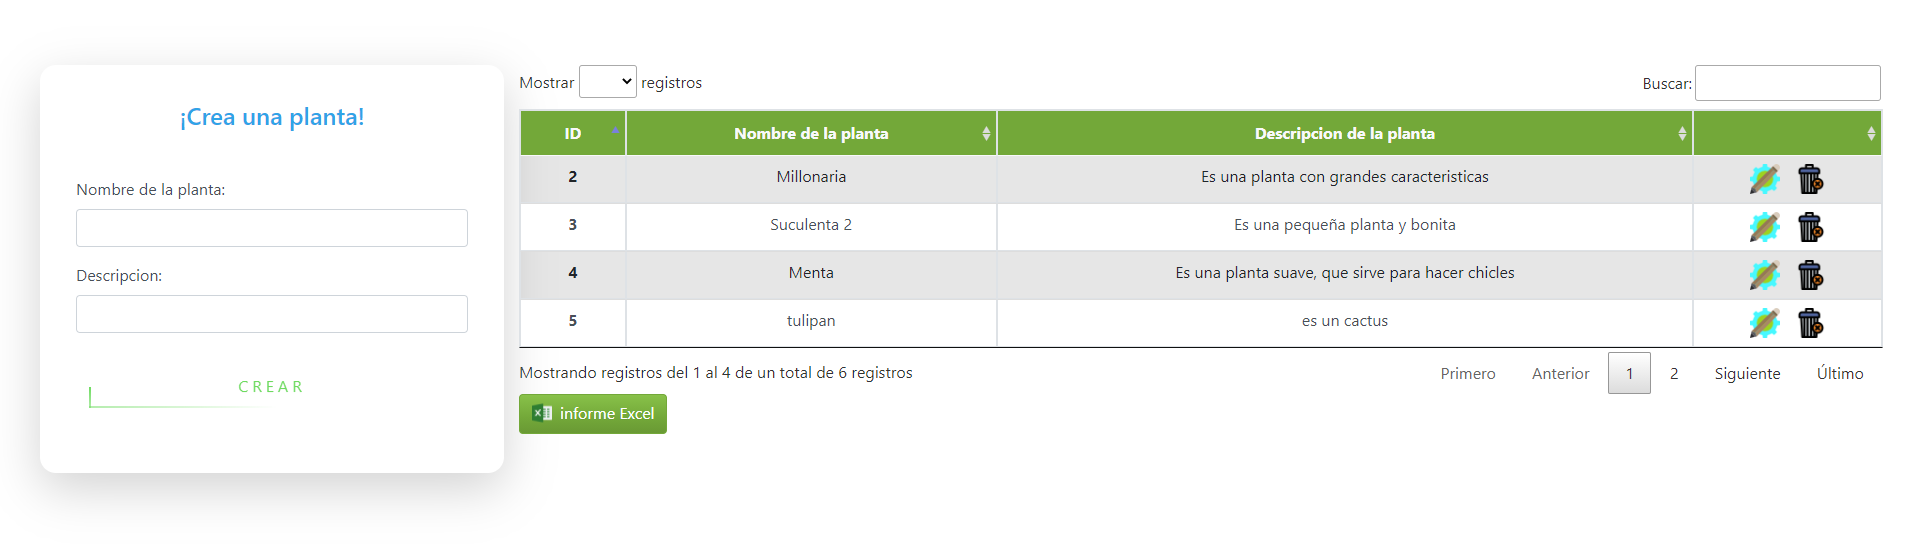 ¡Crea una planta!
Nombre de la planta:
Descripcion:
CREAR
Mostrar registros
Buscar:
ID Nombre de la planta Descripcion de la planta
2 Millonaria Es una planta con grandes caracteristicas
3 Suculenta 2 Es una pequeña planta y bonita
4 Menta Es una planta suave, que sirve para hacer chicles
5 tulipan es un cactus
Mostrando registros del 1 al 4 de un total de 6 registros
Primero Anterior 1 2 Siguiente Último
informe Excel